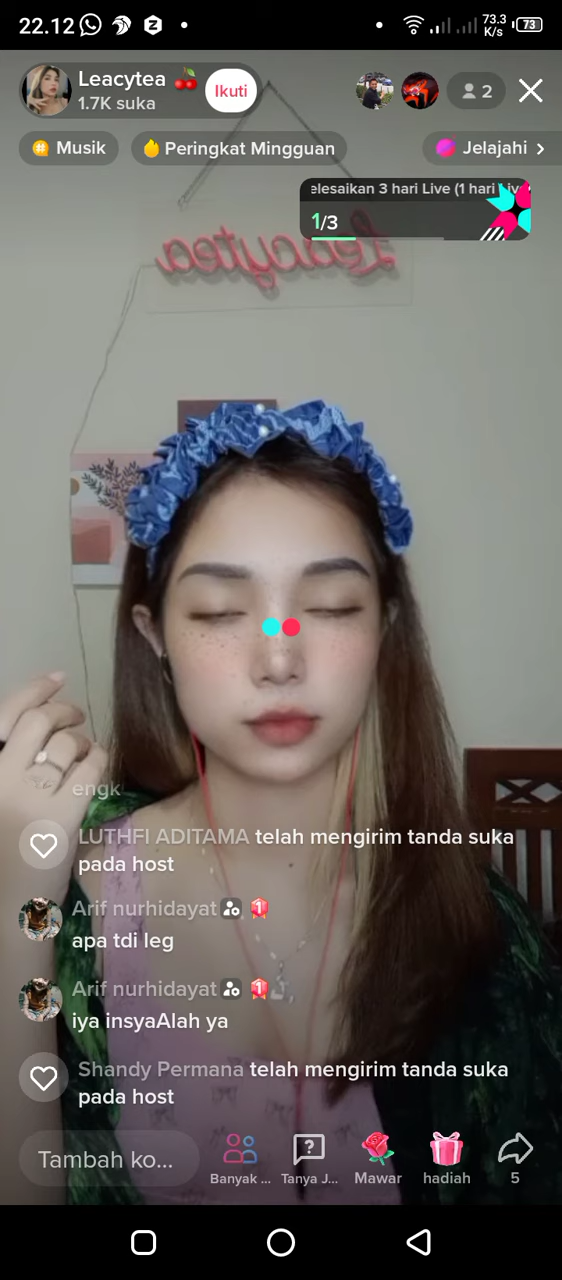 22.12
73.3
K/s
73
Leacytea 🍒
1.7K suka
Ikuti
2
Musik
Peringkat Mingguan
Jelajahi
elesaikan 3 hari Live (1 hari Liv
1/3
Leacytea
engk
LUTHFI ADITAMA telah mengirim tanda suka
pada host
Arif nurhidayat 1
apa tdi leg
Arif nurhidayat 1
iya insyaAlah ya
Shandy Permana telah mengirim tanda suka
pada host
Tambah ko...
Banyak ...
Tanya J...
Mawar
hadiah
5